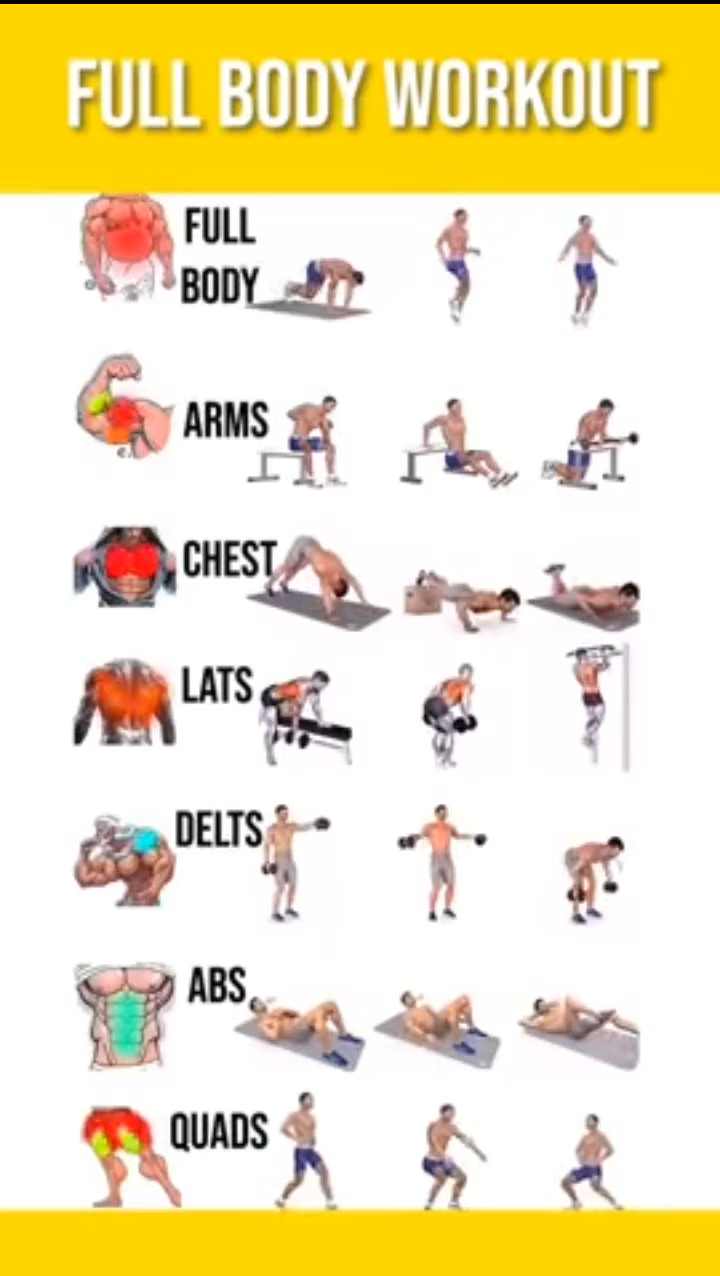 FULL BODY WORKOUT
FULL
BODY
ARMS
CHEST
LATS
DELTS
ABS
QUADS